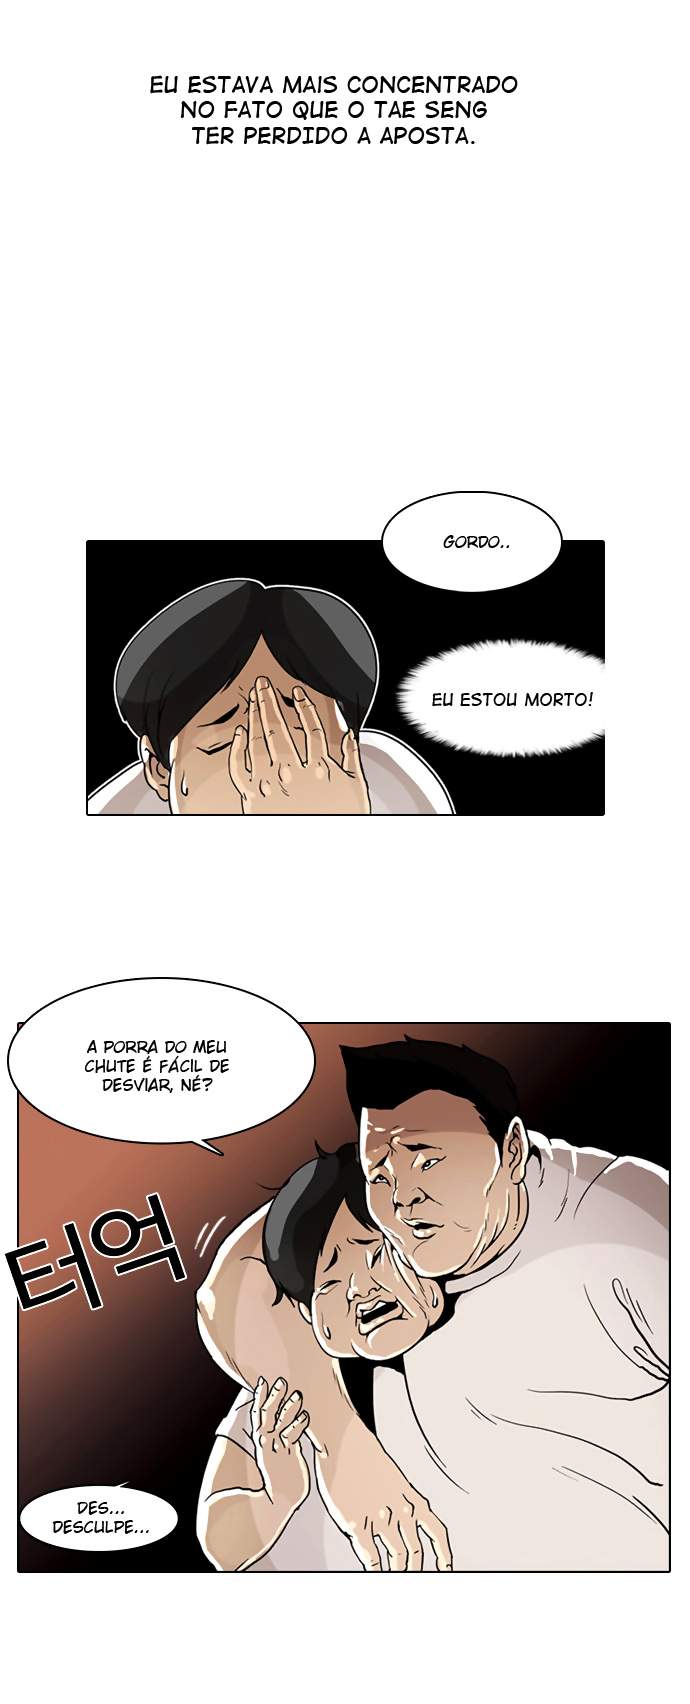 EU ESTAVA MAIS CONCENTRADO
NO FATO QUE O TAE SENG
TER PERDIDO A APOSTA.
GORDO..
EU ESTOU MORTO!
A PORRA DO MEU
CHUTE É FÁCIL DE
DESVIAR, NÉ?
터억
DES...
DESCULPE...